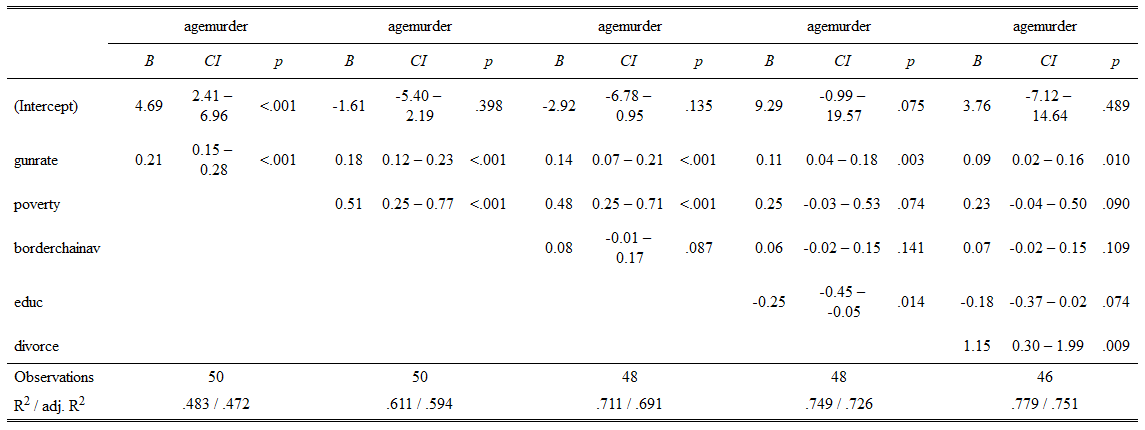 agemurder agemurder agemurder agemurder agemurder
B CI p B CI p B CI p B CI p B CI p
(Intercept) 4.69 2.41 – 6.96 <.001 -1.61 -5.40 – 2.19 .398 -2.92 -6.78 – 0.95 .135 9.29 -0.99 – 19.57 .075 3.76 -7.12 – 14.64 .489
gunrate 0.21 0.15 – 0.28 <.001 0.18 0.12 – 0.23 <.001 0.14 0.07 – 0.21 <.001 0.11 0.04 – 0.18 .003 0.09 0.02 – 0.16 .010
poverty 0.51 0.25 – 0.77 <.001 0.48 0.25 – 0.71 <.001 0.25 -0.03 – 0.53 .074 0.23 -0.04 – 0.50 .090
borderchainav 0.08 -0.01 – 0.17 .087 0.06 -0.02 – 0.15 .141 0.07 -0.02 – 0.15 .109
educ -0.25 -0.45 – -0.05 .014 -0.18 -0.37 – 0.02 .074
divorce 1.15 0.30 – 1.99 .009
Observations 50 50 48 48 46
R² / adj. R² .483 / .472 .611 / .594 .711 / .691 .749 / .726 .779 / .751